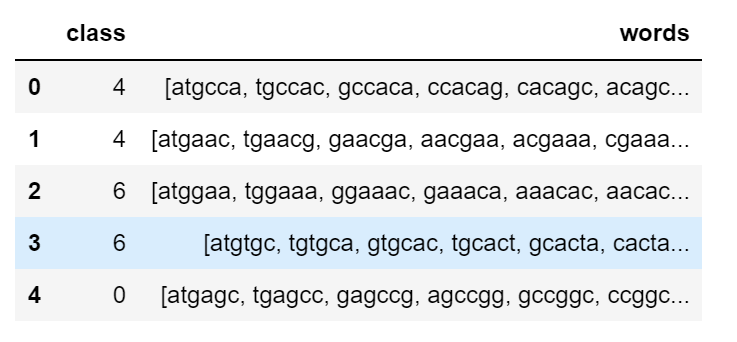 class words
0 4 [atgcca, tgccac, gccaca, ccacag, cacagc, acagc...
1 4 [atgaac, tgaacg, gaacga, aacgaa, acgaaa, cgaaa...
2 6 [atggaa, tggaaa, ggaaac, gaaaca, aaacac, aacac...
3 6 [atgtgc, tgtgca, gtgcac, tgcact, gcacta, cacta...
4 0 [atgagc, tgagcc, gagccg, agccgg, gccggc, ccggc...